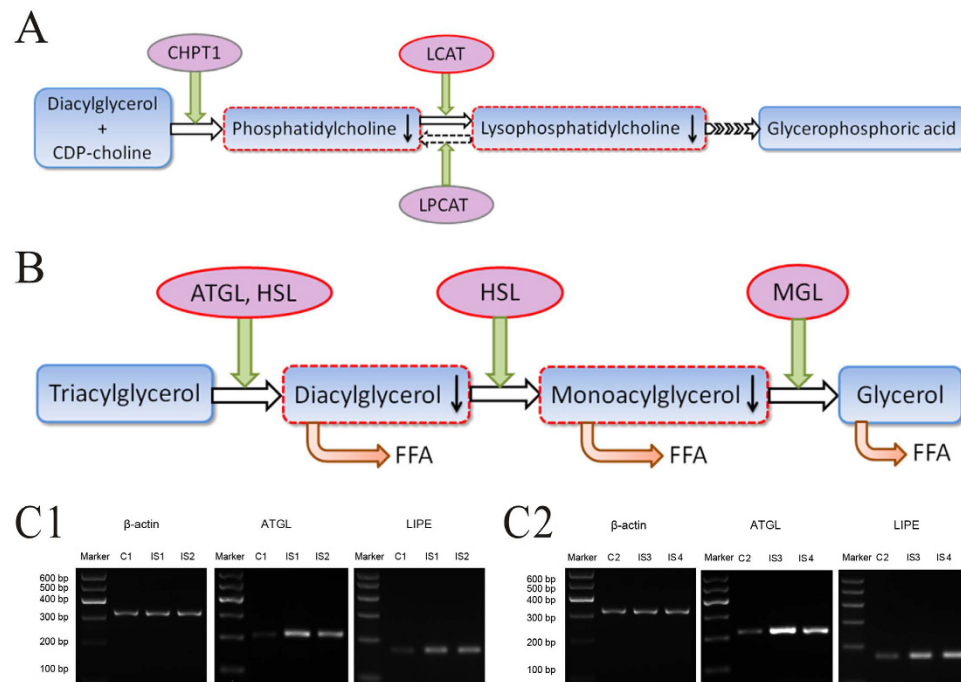 A
CHPT1
LCAT
Diacylglycerol
+
CDP-choline
Phosphatidylcholine
Lysophosphatidylcholine
Glycerophosphoric acid
LPCAT
B
ATGL, HSL
HSL
MGL
Triacylglycerol
Diacylglycerol
Monoacylglycerol
Glycerol
FFA
FFA
FFA
C1
β-actin ATGL LIPE
Marker C1 IS1 IS2 Marker C1 IS1 IS2 Marker C1 IS1 IS2
600 bp
500 bp
400 bp
300 bp
200 bp
100 bp
C2
β-actin ATGL LIPE
Marker C2 IS3 IS4 Marker C2 IS3 IS4 Marker C2 IS3 IS4
600 bp
500 bp
400 bp
300 bp
200 bp
100 bp